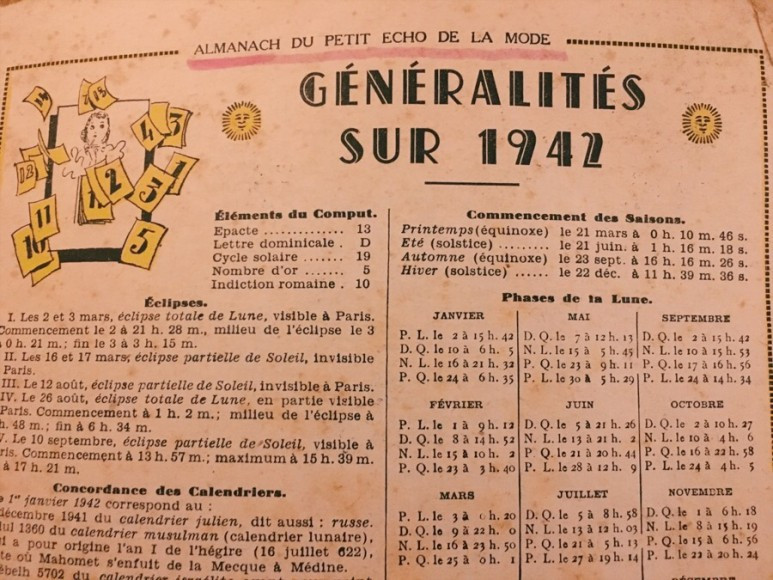 ALMANACH DU PETIT ECHO DE LA MODE
GÉNÉRALITÉS
SUR 1942
Éléments du Comput.
Epacte .............. 13
Lettre dominicale . D
Cycle solaire ....... 19
Nombre d'or ....... 5
Indiction romaine . 10
Éclipses.
I. Les 2 et 3 mars, éclipse totale de Lune, visible à Paris.
Commencement le 2 à 21 h. 28 m., milieu de l'éclipse le 3
à 0 h. 21 m.; fin le 3 à 3 h. 15 m.
II. Les 16 et 17 mars, éclipse partielle de Soleil, invisible
Paris.
III. Le 12 août, éclipse partielle de Soleil, invisible à Paris.
IV. Le 26 août, éclipse totale de Lune, en partie visible
Paris. Commencement à 1 h. 2 m.; milieu de l'éclipse à
h. 48 m.; fin à 6 h. 34 m.
V. Le 10 septembre, éclipse partielle de Soleil, visible à
ris. Commencement à 13 h. 57 m.; maximum à 15 h. 39 m.
à 17 h. 21 m.
Concordance des Calendriers.
e 1er janvier 1942 correspond au :
décembre 1941 du calendrier julien, dit aussi : russe.
lul 1360 du calendrier musulman (calendrier lunaire),
ui a pour origine l'an I de l'hégire (16 juillet 622),
te où Mahomet s'enfuit de la Mecque à Médine.
ébelh 5702 du calendrier israélite
Commencement des Saisons.
Printemps (équinoxe) le 21 mars à 0 h. 10 m. 46 s.
Eté (solstice) ......... le 21 juin. à 1 h. 16 m. 18 s.
Automne (équinoxe) le 23 sept. à 16 h. 16 m. 26 s.
Hiver (solstice) ...... le 22 déc. à 11 h. 39 m. 36 s.
Phases de la Lune.
JANVIER
P. L. le 2 à 15 h. 42
D. Q. le 10 à 6 h. 5
N. L. le 16 à 21 h. 32
P. Q. le 24 à 6 h. 35
FÉVRIER
P. L. le 1 à 9 h. 12
D. Q. le 8 à 14 h. 52
N. L. le 15 à 10 h. 2
P. Q. le 23 à 3 h. 40
MARS
P. L. le 3 à 0 h. 20
D. Q. le 9 à 22 h. 0
N. L. le 16 à 23 h. 50
P. Q. le 25 à 0 h. 1
MAI
D. Q. le 7 à 12 h. 13
N. L. le 15 à 5 h. 45
P. Q. le 23 à 9 h. 11
P. L. le 30 à 5 h. 29
JUIN
D. Q. le 5 à 21 h. 26
N. L. le 13 à 21 h. 2
P. Q. le 21 à 20 h. 44
P. L. le 28 à 12 h. 9
JUILLET
D. Q. le 5 à 8 h. 58
N. L. le 13 à 12 h. 03
P. Q. le 21 à 5 h. 13
P. L. le 27 à 19 h. 14
SEPTEMBRE
D. Q. le 2 à 15 h. 42
N. L. le 10 à 15 h. 53
P. Q. le 17 à 16 h. 56
P. L. le 24 à 14 h. 34
OCTOBRE
D. Q. le 2 à 10 h. 27
N. L. le 10 à 4 h. 6
P. Q. le 16 à 22 h. 58
P. L. le 24 à 4 h. 5
NOVEMBRE
D. Q. le 1 à 6 h. 18
N. L. le 8 à 15 h. 19
P. Q. le 15 à 6 h. 56
P. L. le 22 à 20 h. 24